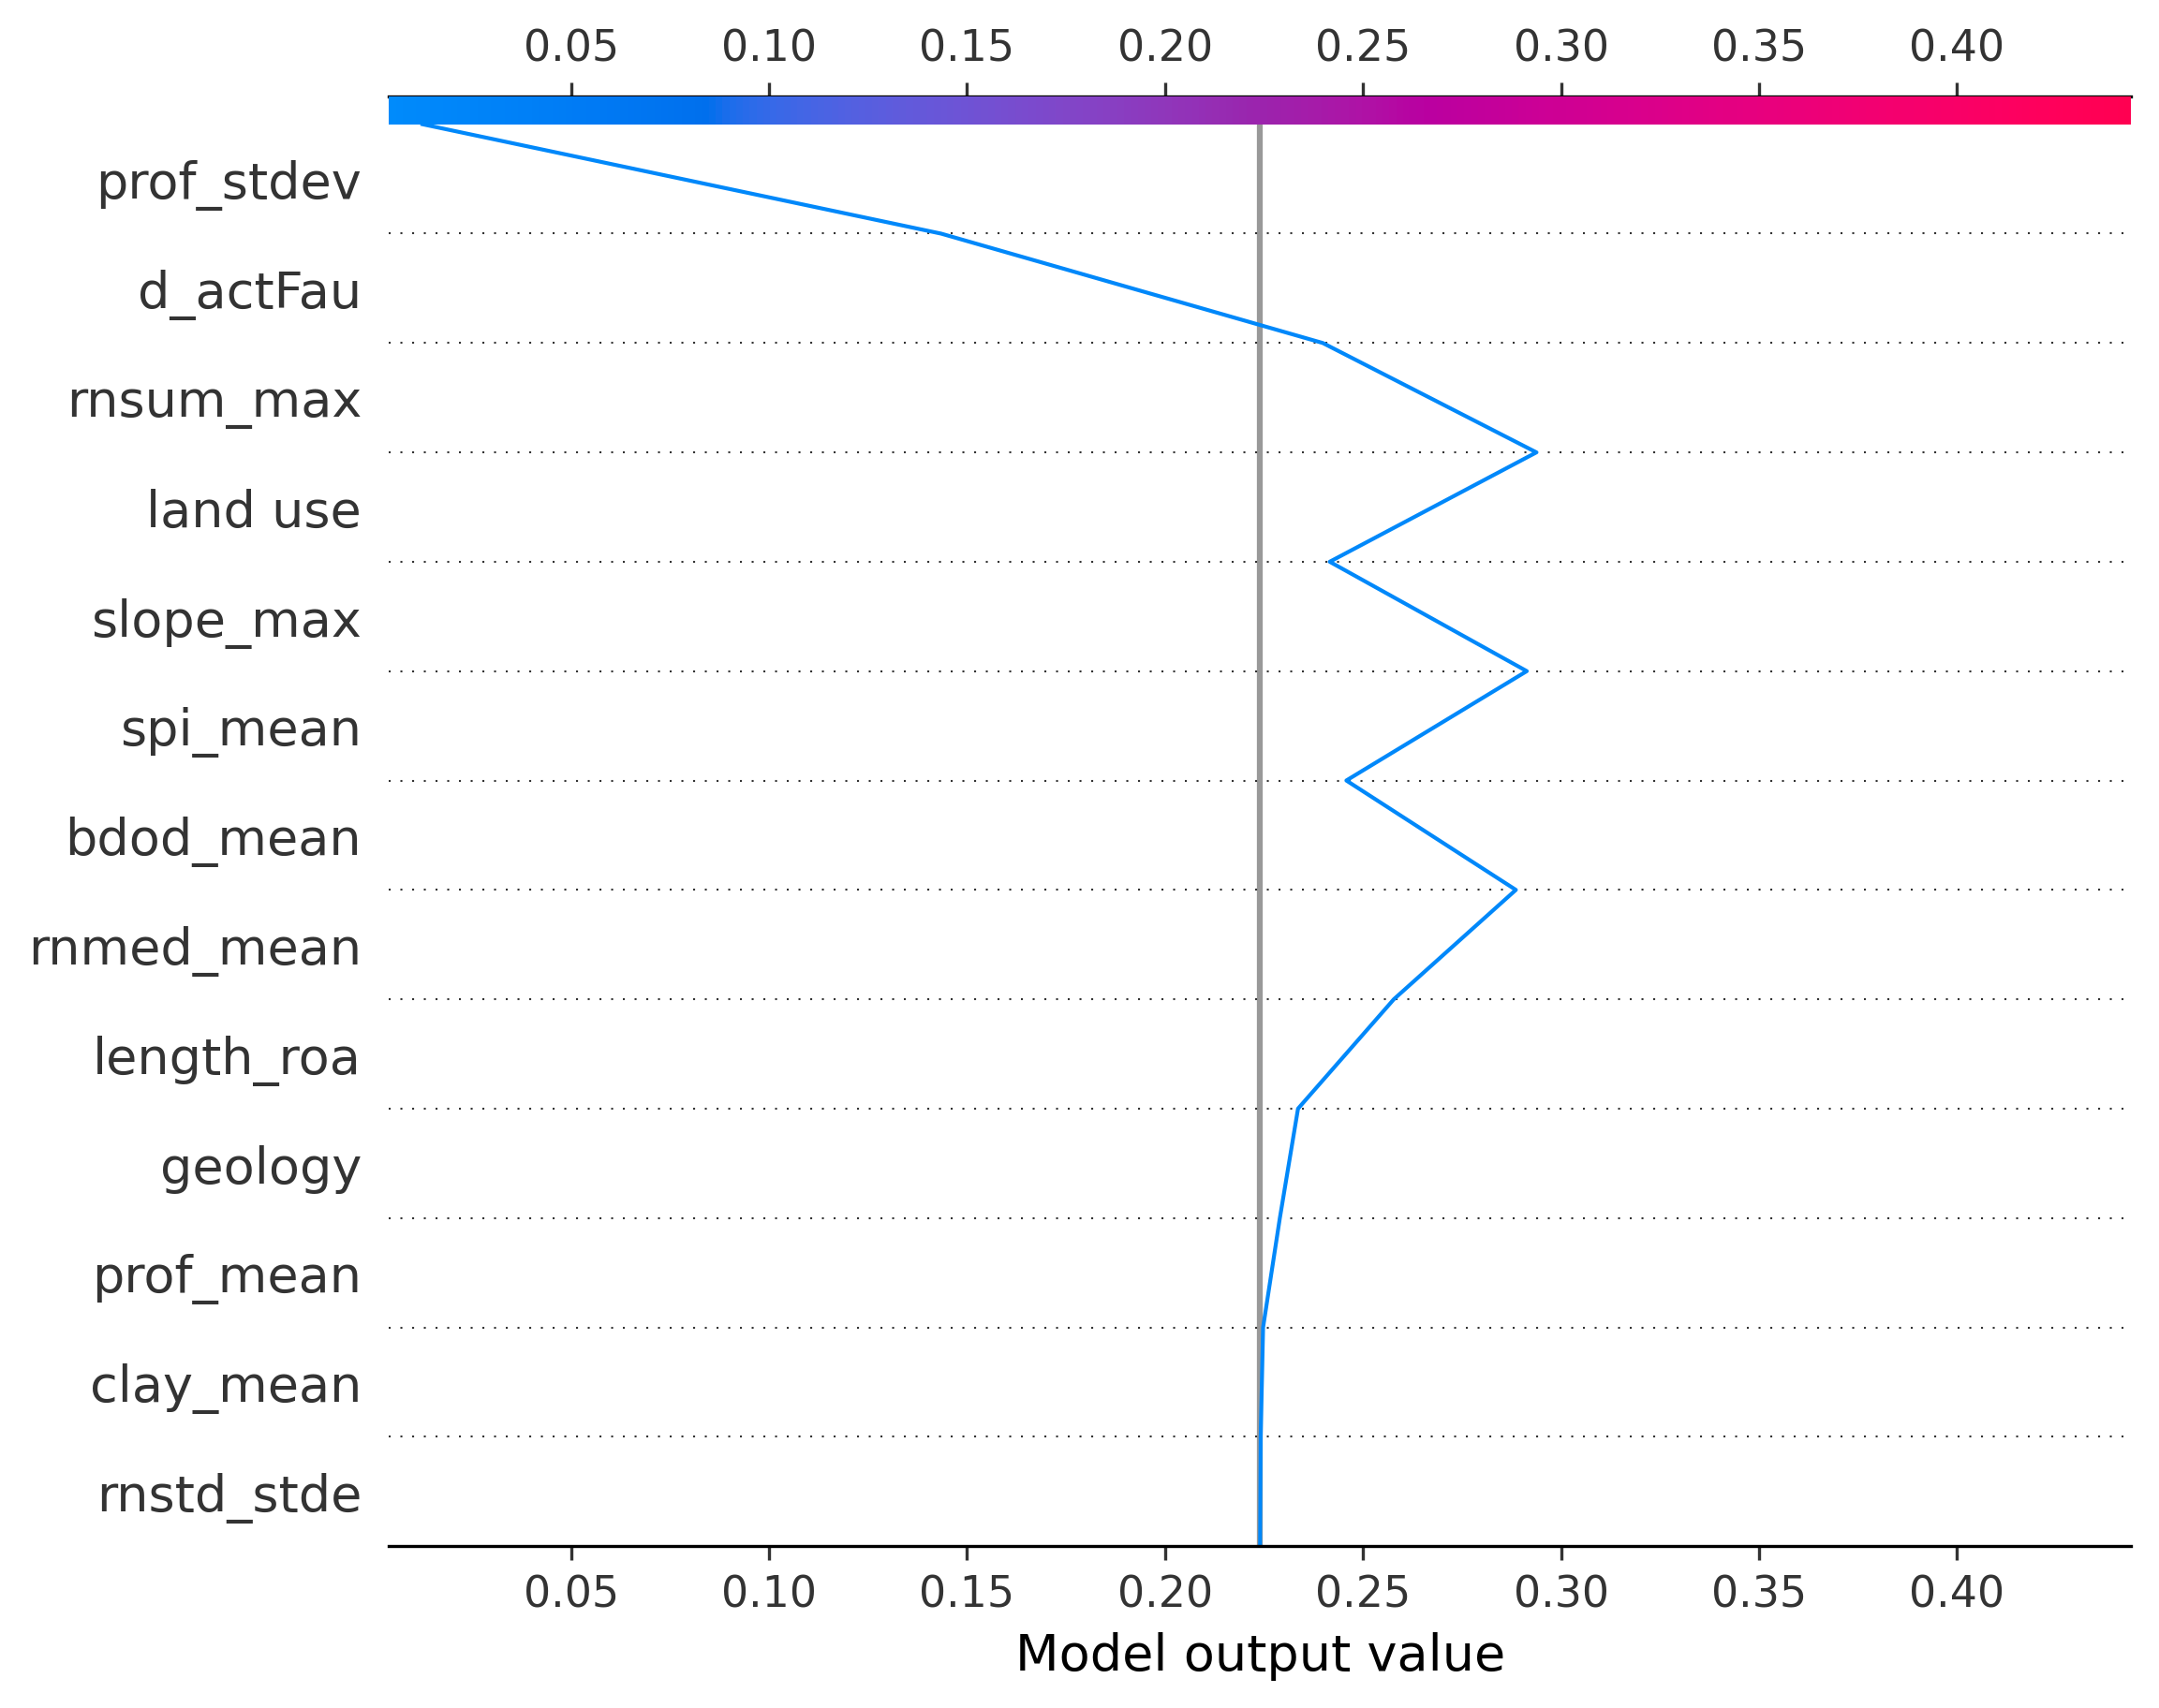 0.05 0.10 0.15 0.20 0.25 0.30 0.35 0.40
prof_stdev
d_actFau
rnsum_max
land use
slope_max
spi_mean
bdod_mean
rnmed_mean
length_roa
geology
prof_mean
clay_mean
rnstd_stde
0.05 0.10 0.15 0.20 0.25 0.30 0.35 0.40
Model output value